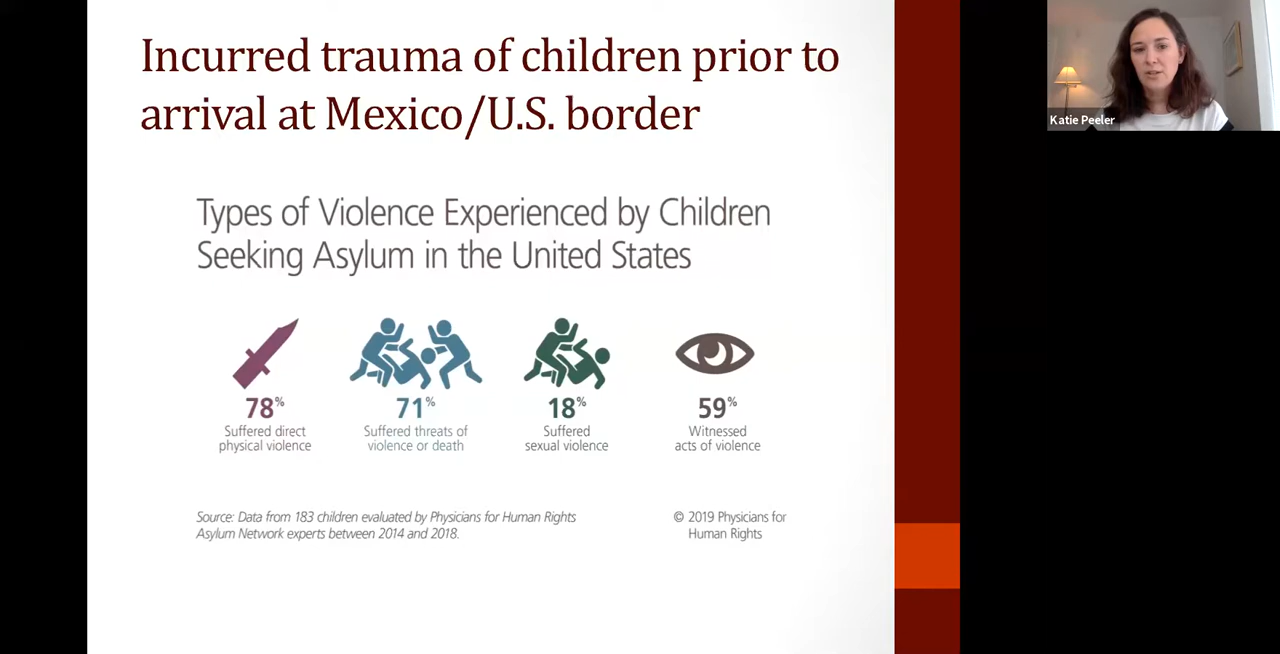 Incurred trauma of children prior to
arrival at Mexico/U.S. border
Types of Violence Experienced by Children
Seeking Asylum in the United States
78%
Suffered direct
physical violence
71%
Suffered threats of
violence or death
18%
Suffered
sexual violence
59%
Witnessed
acts of violence
Source: Data from 183 children evaluated by Physicians for Human Rights
Asylum Network experts between 2014 and 2018.
© 2019 Physicians for
Human Rights
Katie Peeler